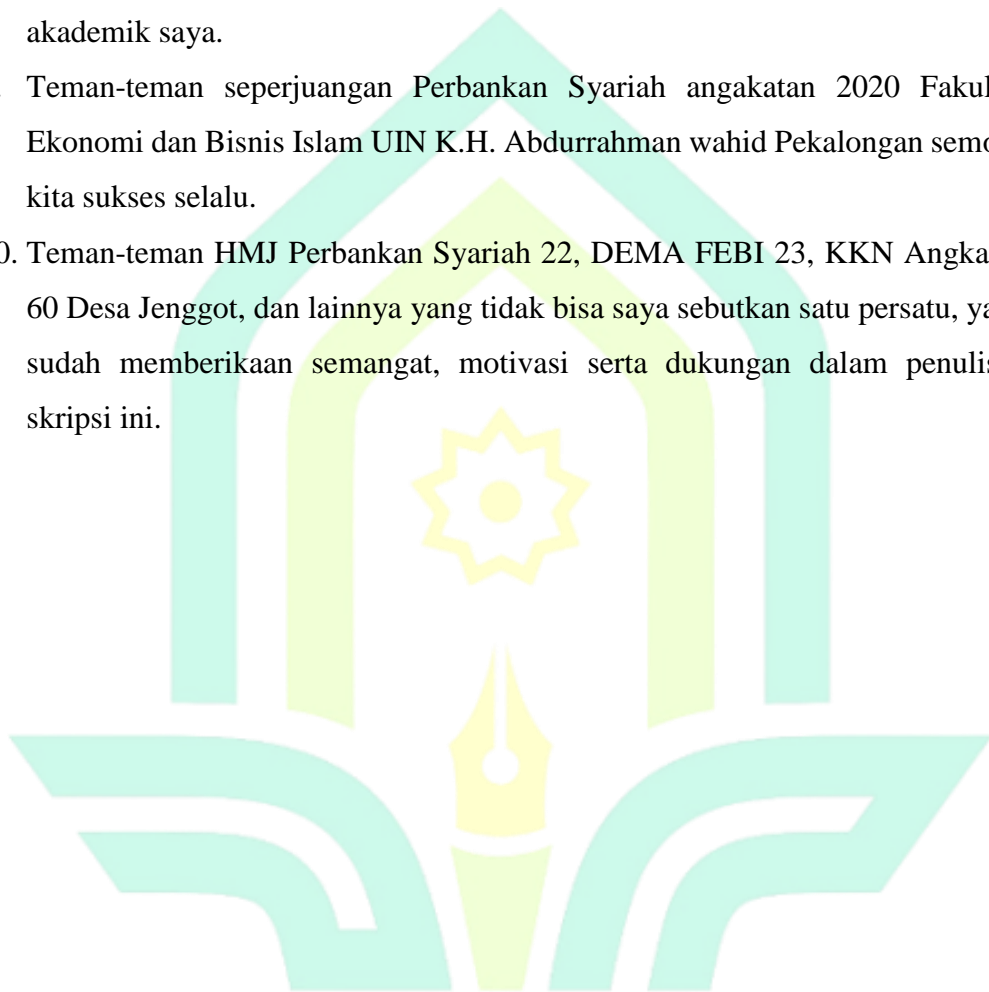 akademik saya.
Teman-teman seperjuangan Perbankan Syariah angakatan 2020 Fakul
Ekonomi dan Bisnis Islam UIN K.H. Abdurrahman wahid Pekalongan semo
kita sukses selalu.
0. Teman-teman HMJ Perbankan Syariah 22, DEMA FEBI 23, KKN Angka
60 Desa Jenggot, dan lainnya yang tidak bisa saya sebutkan satu persatu, ya
sudah memberikaan semangat, motivasi serta dukungan dalam penulis
skripsi ini.